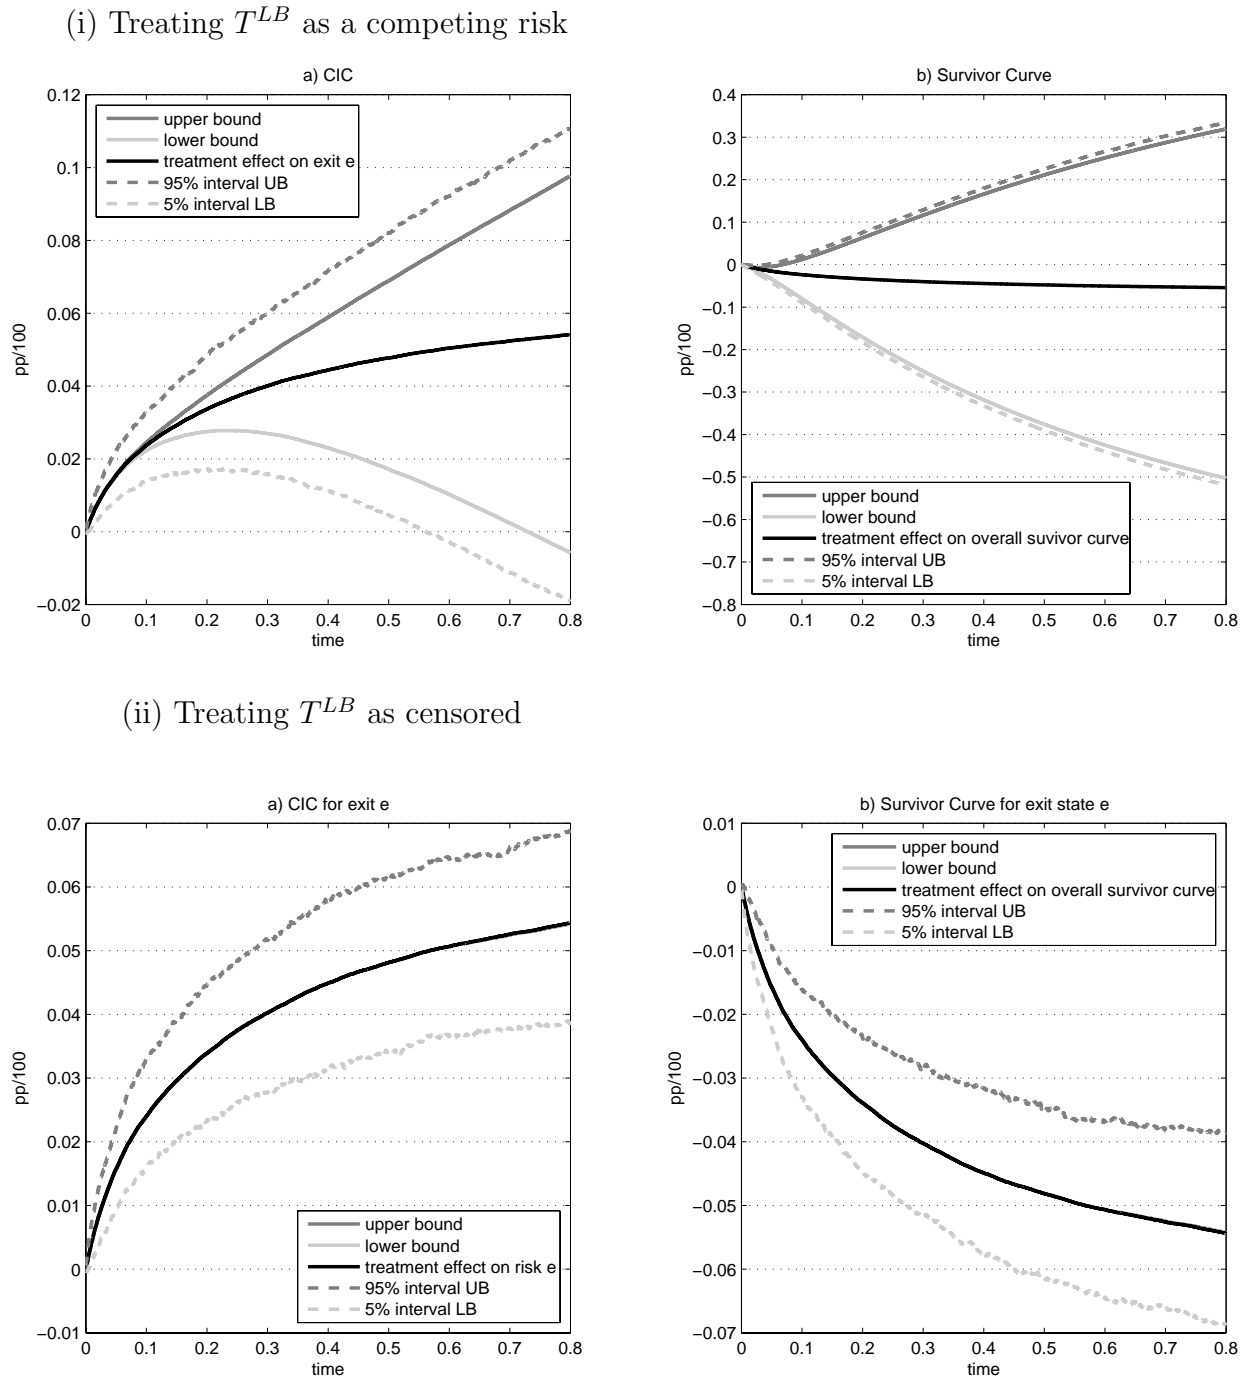 (i) Treating T^{LB} as a competing risk
a) CIC
0.12
0.1
0.08
0.06
0.04
0.02
0
−0.02
pp/100
upper bound
lower bound
treatment effect on exit e
95% interval UB
5% interval LB
0 0.1 0.2 0.3 0.4 0.5 0.6 0.7 0.8
time
b) Survivor Curve
0.4
0.3
0.2
0.1
0
−0.1
−0.2
−0.3
−0.4
−0.5
−0.6
−0.7
−0.8
pp/100
upper bound
lower bound
treatment effect on overall suvivor curve
95% interval UB
5% interval LB
0 0.1 0.2 0.3 0.4 0.5 0.6 0.7 0.8
time
(ii) Treating T^{LB} as censored
a) CIC for exit e
0.07
0.06
0.05
0.04
0.03
0.02
0.01
0
−0.01
pp/100
upper bound
lower bound
treatment effect on risk e
95% interval UB
5% interval LB
0 0.1 0.2 0.3 0.4 0.5 0.6 0.7 0.8
time
b) Survivor Curve for exit state e
0.01
0
−0.01
−0.02
−0.03
−0.04
−0.05
−0.06
−0.07
pp/100
upper bound
lower bound
treatment effect on overall survivor curve
95% interval UB
5% interval LB
0 0.1 0.2 0.3 0.4 0.5 0.6 0.7 0.8
time